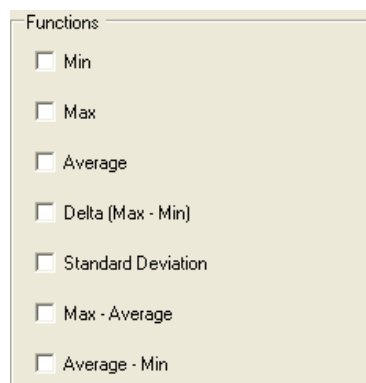 Functions
Min
Max
Average
Delta (Max - Min)
Standard Deviation
Max - Average
Average - Min